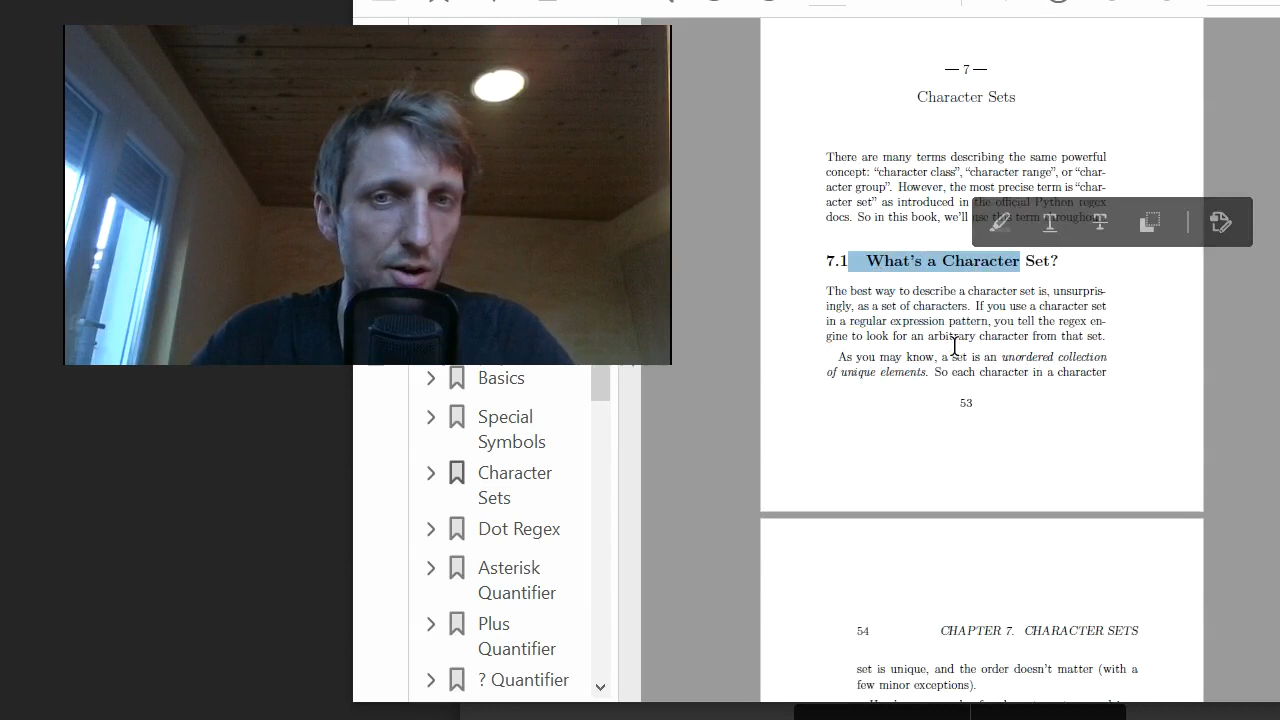 — 7 —
Character Sets
There are many terms describing the same powerful
concept: “character class”, “character range”, or “char-
acter group”. However, the most precise term is “char-
acter set” as introduced in the official Python regex
docs. So in this book, we’ll use this term throughout.
7.1 What’s a Character Set?
The best way to describe a character set is, unsurpris-
ingly, as a set of characters. If you use a character set
in a regular expression pattern, you tell the regex en-
gine to look for an arbitrary character from that set.
As you may know, a set is an unordered collection
of unique elements. So each character in a character
53
54 CHAPTER 7. CHARACTER SETS
set is unique, and the order doesn’t matter (with a
few minor exceptions).
Basics
Special
Symbols
Character
Sets
Dot Regex
Asterisk
Quantifier
Plus
Quantifier
? Quantifier